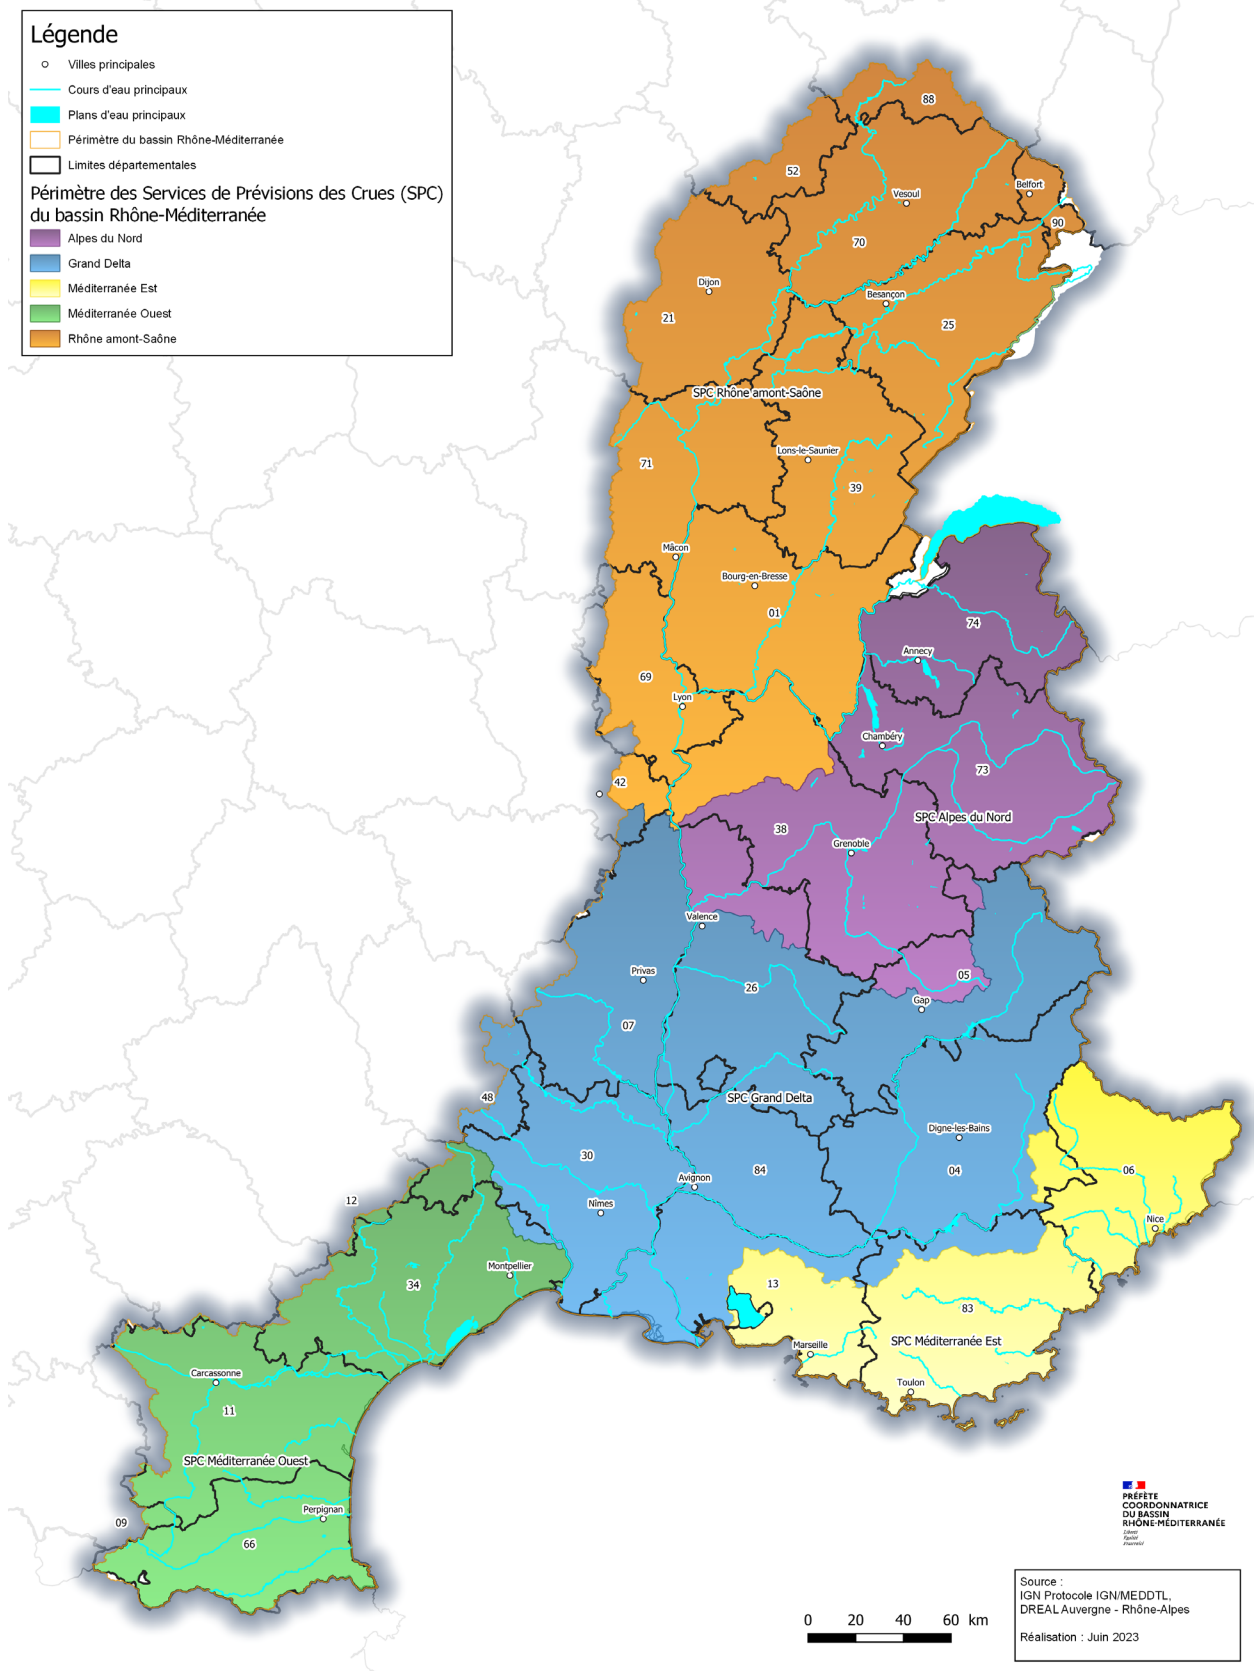 Légende
Villes principales
Cours d'eau principaux
Plans d'eau principaux
Périmètre du bassin Rhône-Méditerranée
Limites départementales
Périmètre des Services de Prévisions des Crues (SPC)
du bassin Rhône-Méditerranée
Alpes du Nord
Grand Delta
Méditerranée Est
Méditerranée Ouest
Rhône amont-Saône
88
52
Belfort
Vesoul
90
70
Dijon
Besançon
21
25
SPC Rhône amont-Saône
Lons-le-Saunier
71
39
Mâcon
Bourg-en-Bresse
01
74
Annecy
69
Lyon
Chambéry
73
42
SPC Alpes du Nord
38
Grenoble
Valence
Privas
05
26
Gap
07
48
SPC Grand Delta
Digne-les-Bains
30
84
04
06
Avignon
12
Nîmes
Nice
Montpellier
34
13
83
SPC Méditerranée Est
Marseille
Carcassonne
Toulon
11
SPC Méditerranée Ouest
Perpignan
09
66
PRÉFÈTE
COORDONNATRICE
DU BASSIN
RHÔNE-MÉDITERRANÉE
Liberté
Égalité
Fraternité
Source :
IGN Protocole IGN/MEDDTL,
DREAL Auvergne - Rhône-Alpes
Réalisation : Juin 2023
0 20 40 60 km